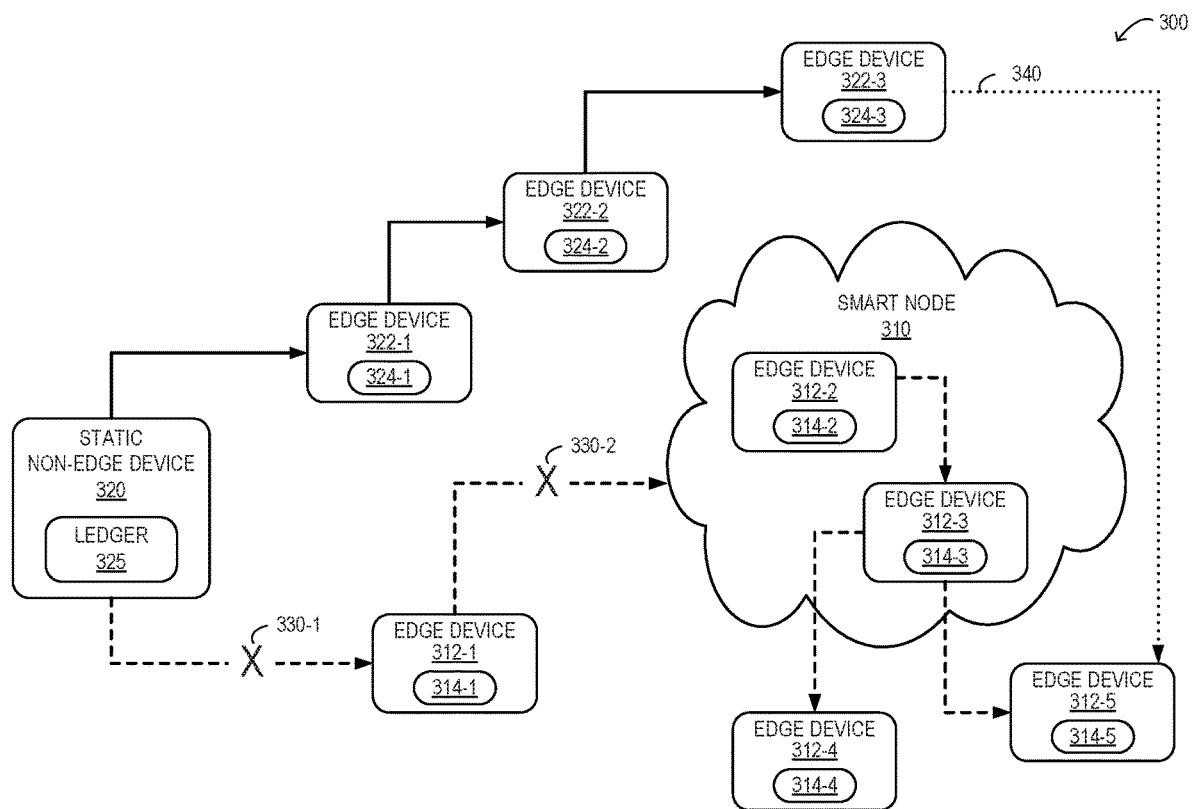 300
EDGE DEVICE
322-3
324-3
340
EDGE DEVICE
322-2
324-2
EDGE DEVICE
322-1
324-1
SMART NODE
310
EDGE DEVICE
312-2
314-2
STATIC
NON-EDGE DEVICE
320
LEDGER
325
330-2
X
EDGE DEVICE
312-3
314-3
330-1
X
EDGE DEVICE
312-1
314-1
EDGE DEVICE
312-5
314-5
EDGE DEVICE
312-4
314-4